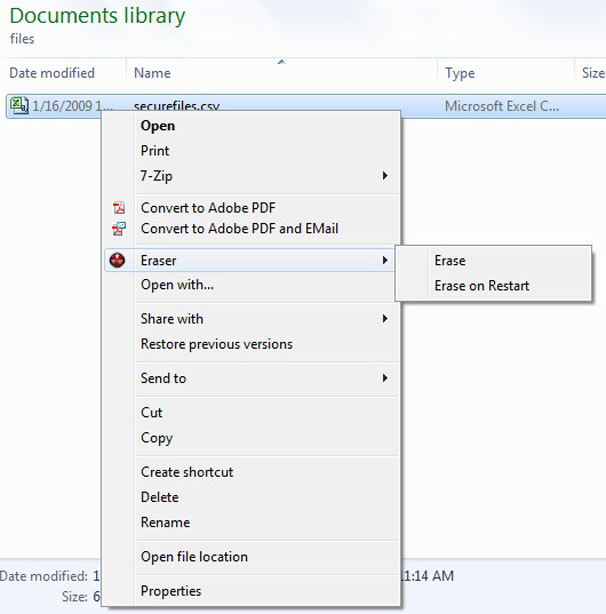 Documents library
files
Date modified Name Type Size
1/16/2009 1... securefiles.csv Microsoft Excel C...
Open
Print
7-Zip
Convert to Adobe PDF
Convert to Adobe PDF and EMail
Eraser Erase
Open with... Erase on Restart
Share with
Restore previous versions
Send to
Cut
Copy
Create shortcut
Delete
Rename
Open file location
Date modified: 1 11:14 AM
Properties
Size: 6